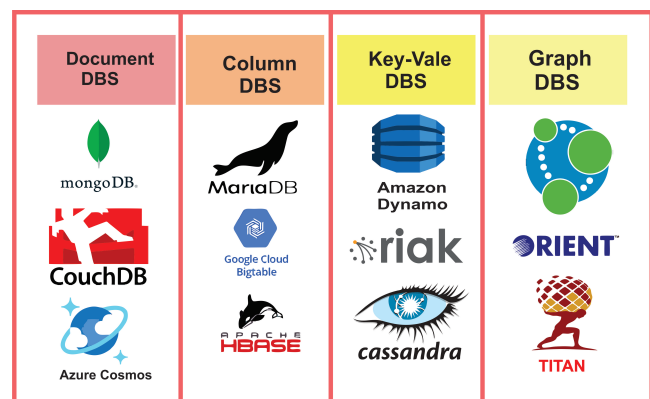 Document
DBS
mongoDB®
CouchDB
Azure Cosmos
Column
DBS
MariaDB
Google Cloud
Bigtable
APACHE
HBASE
Key-Vale
DBS
Amazon
Dynamo
riak
cassandra
Graph
DBS
ORIENT™
TITAN